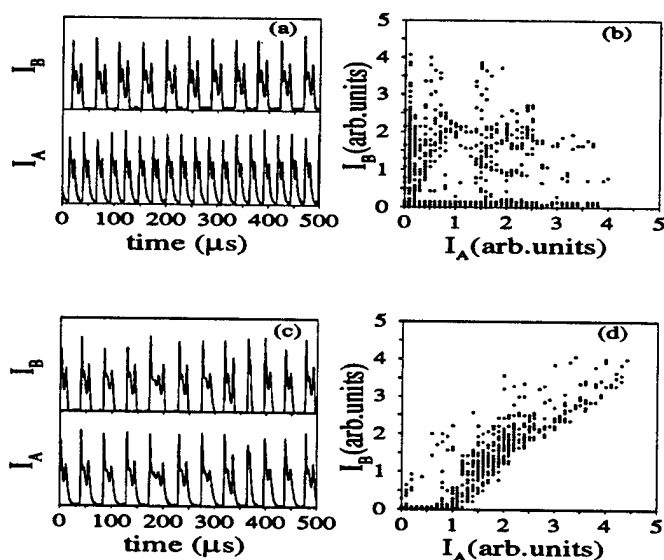 (a)
I_B
I_A
0 100 200 300 400 500
time (μs)
(b)
5
4
3
2
1
0
I_B(arb.units)
0 1 2 3 4 5
I_A(arb.units)
(c)
I_B
I_A
0 100 200 300 400 500
time (μs)
(d)
5
4
3
2
1
0
I_B(arb.units)
0 1 2 3 4 5
I_A(arb.units)